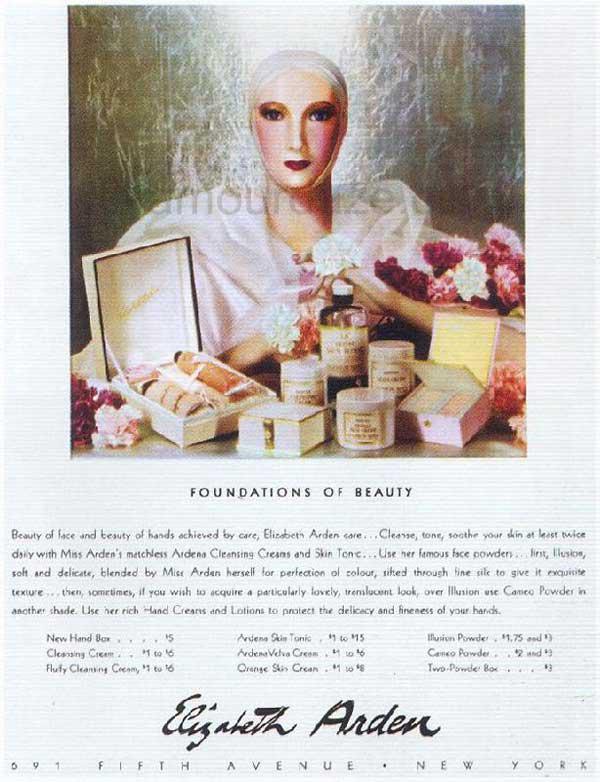 FOUNDATIONS OF BEAUTY
Beauty of face and beauty of hands achieved by care, Elizabeth Arden care... Cleanse, tone, soothe your skin at least twice
daily with Miss Arden's matchless Ardena Cleansing Creams and Skin Tonic... Use her famous face powders... first, Illusion,
soft and delicate, blended by Miss Arden herself for perfection of colour, sifted through fine silk to give it exquisite
texture... then, sometimes, if you wish to acquire a particularly lovely, translucent look, over Illusion use Cameo Powder in
another shade. Use her rich Hand Creams and Lotions to protect the delicacy and fineness of your hands.
New Hand Box . . . . $5
Cleansing Cream . . $1 to $6
Fluffy Cleansing Cream, $1 to $6
Ardena Skin Tonic . $1 to $15
Ardena Velva Cream . $1 to $6
Orange Skin Cream . $1 to $8
Illusion Powder . $1.75 and $3
Cameo Powder . . $2 and $3
Two-Powder Box . . . . $3
Elizabeth Arden
691 FIFTH AVENUE • NEW YORK